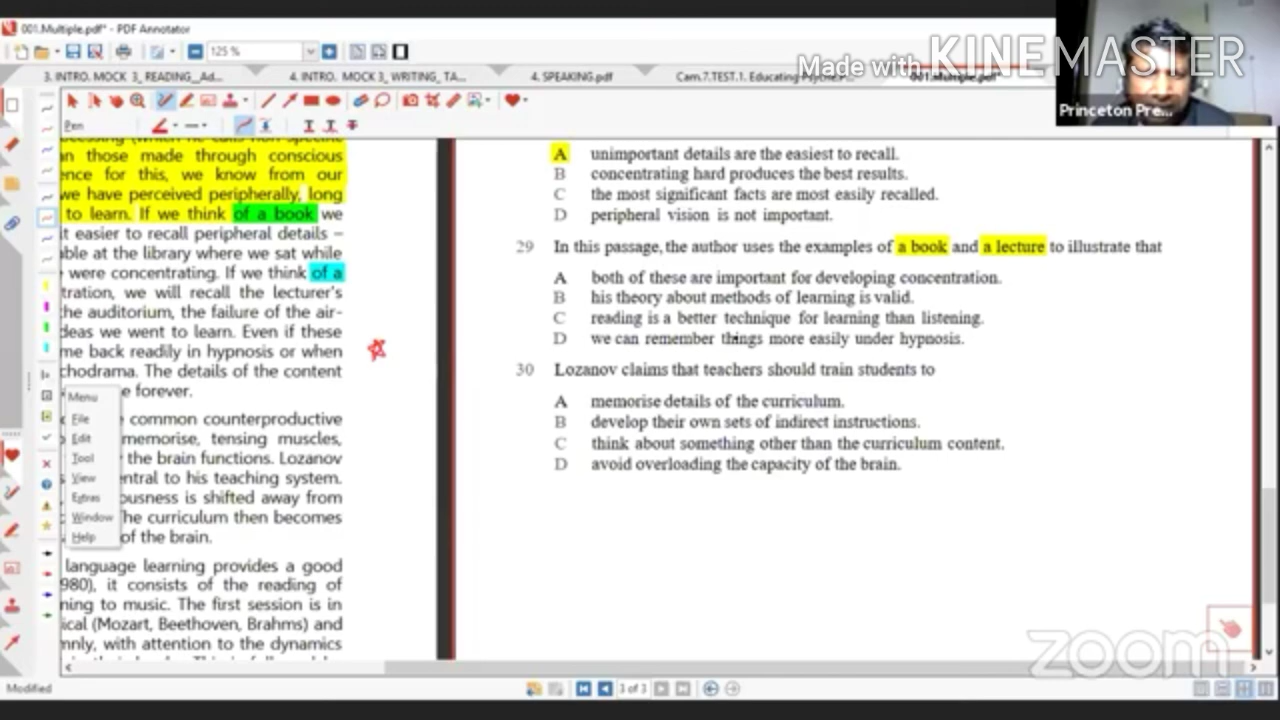 001.Multiple.pdf* - PDF Annotator
125 %
Made with KINEMASTER
3. INTRO. MOCK 3_ READING_Ad...
4. INTRO. MOCK 3_ WRITING_ TA...
4. SPEAKING.pdf
Cam.7.TEST.1. Educating Psyche.p
001.Multiple.pdf*
Princeton Pre...
Pen
an those made through conscious
ence for this, we know from our
we have perceived peripherally, long
to learn. If we think of a book we
it easier to recall peripheral details –
able at the library where we sat while
were concentrating. If we think of a
tration, we will recall the lecturer's
the auditorium, the failure of the air-
deas we went to learn. Even if these
me back readily in hypnosis or when
chodrama. The details of the content
e forever.
common counterproductive
memorise, tensing muscles,
the brain functions. Lozanov
ntral to his teaching system.
ousness is shifted away from
The curriculum then becomes
of the brain.
language learning provides a good
980), it consists of the reading of
ning to music. The first session is in
ical (Mozart, Beethoven, Brahms) and
mnly, with attention to the dynamics
Menu
File
Edit
Tool
View
Extras
Window
Help
A unimportant details are the easiest to recall.
B concentrating hard produces the best results.
C the most significant facts are most easily recalled.
D peripheral vision is not important.
29 In this passage, the author uses the examples of a book and a lecture to illustrate that
A both of these are important for developing concentration.
B his theory about methods of learning is valid.
C reading is a better technique for learning than listening.
D we can remember things more easily under hypnosis.
30 Lozanov claims that teachers should train students to
A memorise details of the curriculum.
B develop their own sets of indirect instructions.
C think about something other than the curriculum content.
D avoid overloading the capacity of the brain.
zoom
Modified
3 of 3